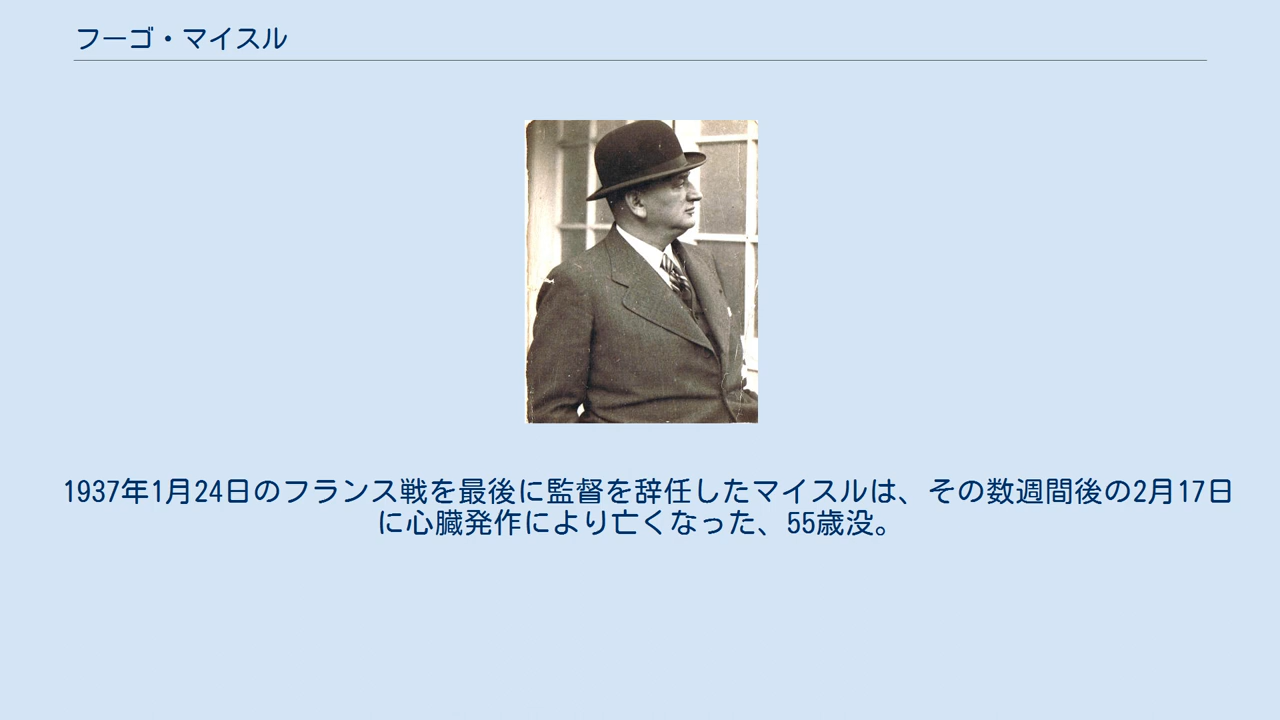 フーゴ・マイスル
1937年1月24日のフランス戦を最後に監督を辞任したマイスルは、その数週間後の2月17日
に心臓発作により亡くなった、55歳没。